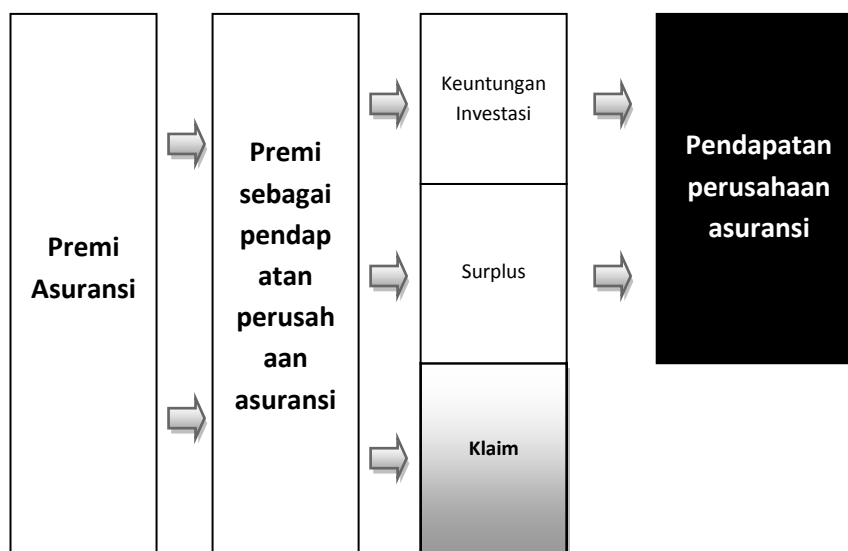 Premi
Asuransi
Premi
sebagai
pendap
atan
perusah
aan
asuransi
Keuntungan
Investasi
Surplus
Klaim
Pendapatan
perusahaan
asuransi